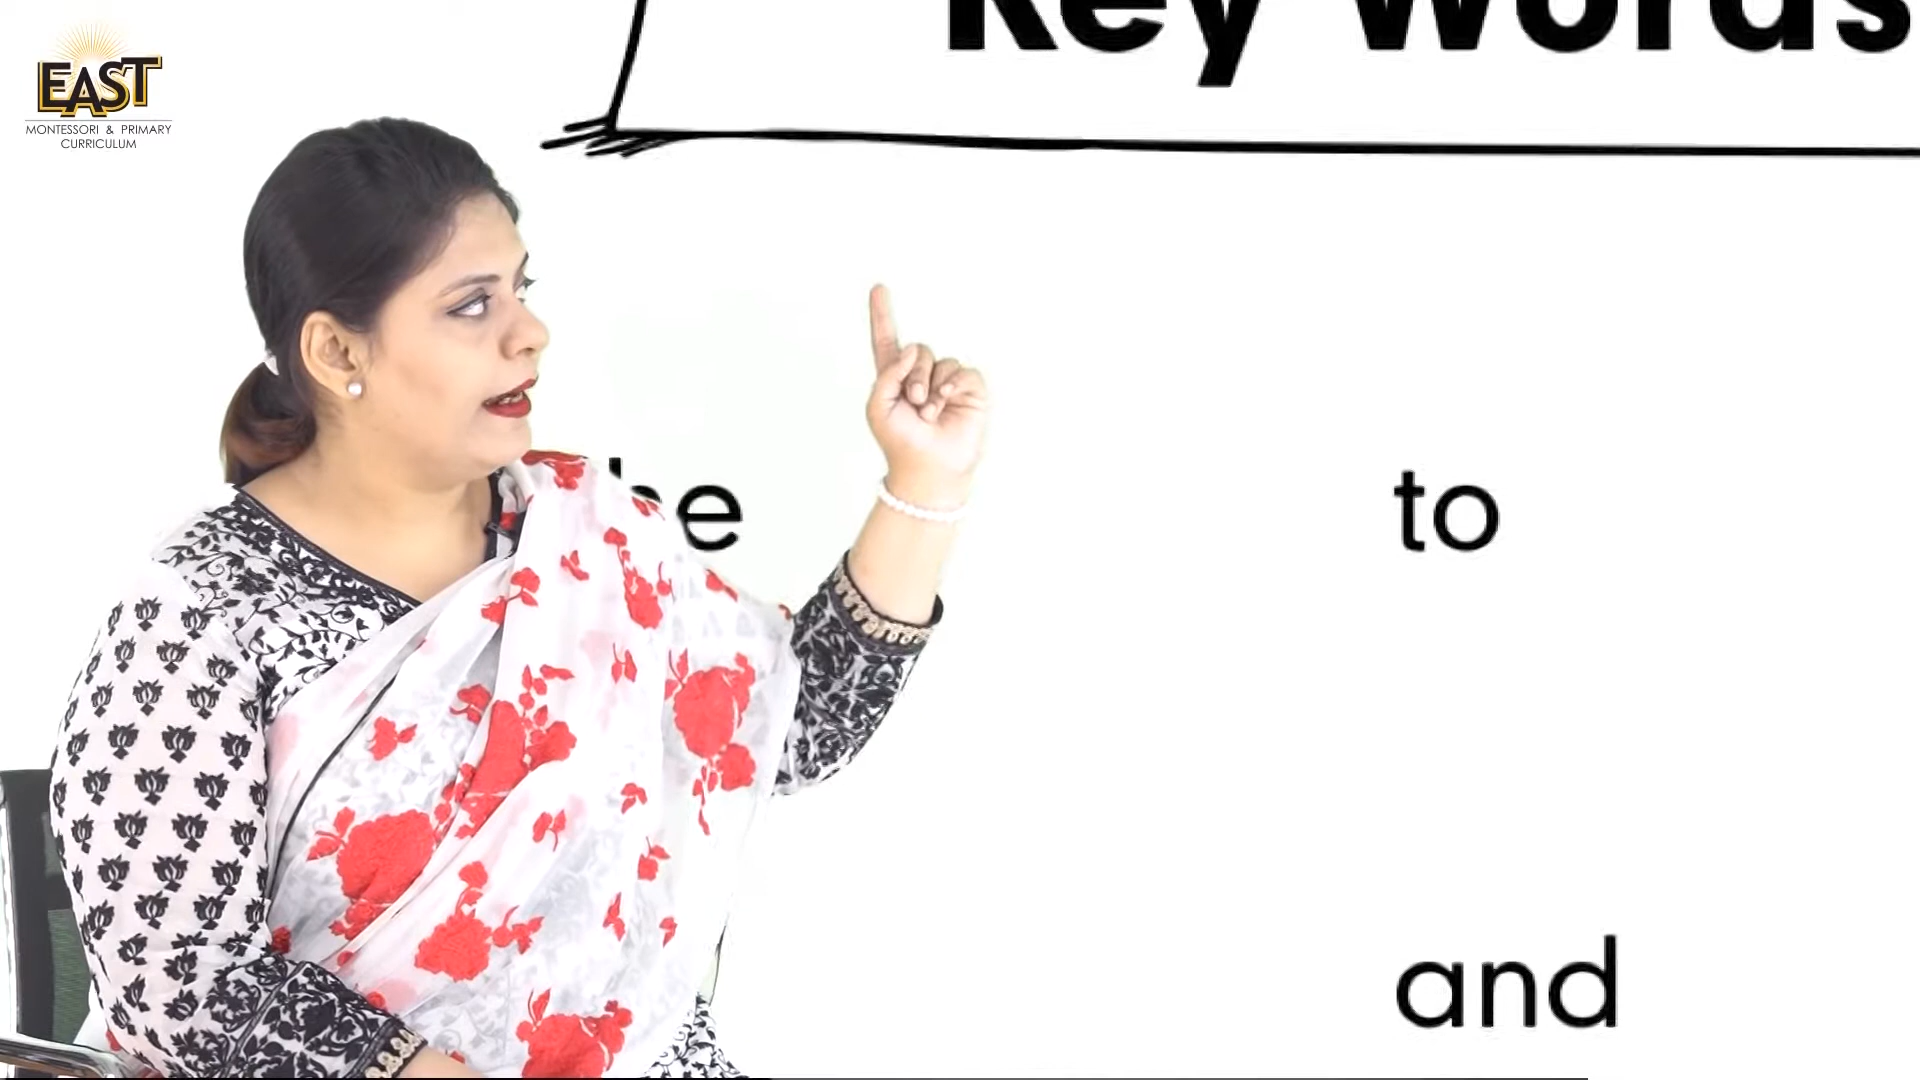 EAST
MONTESSORI & PRIMARY
CURRICULUM
Key Words
to
and